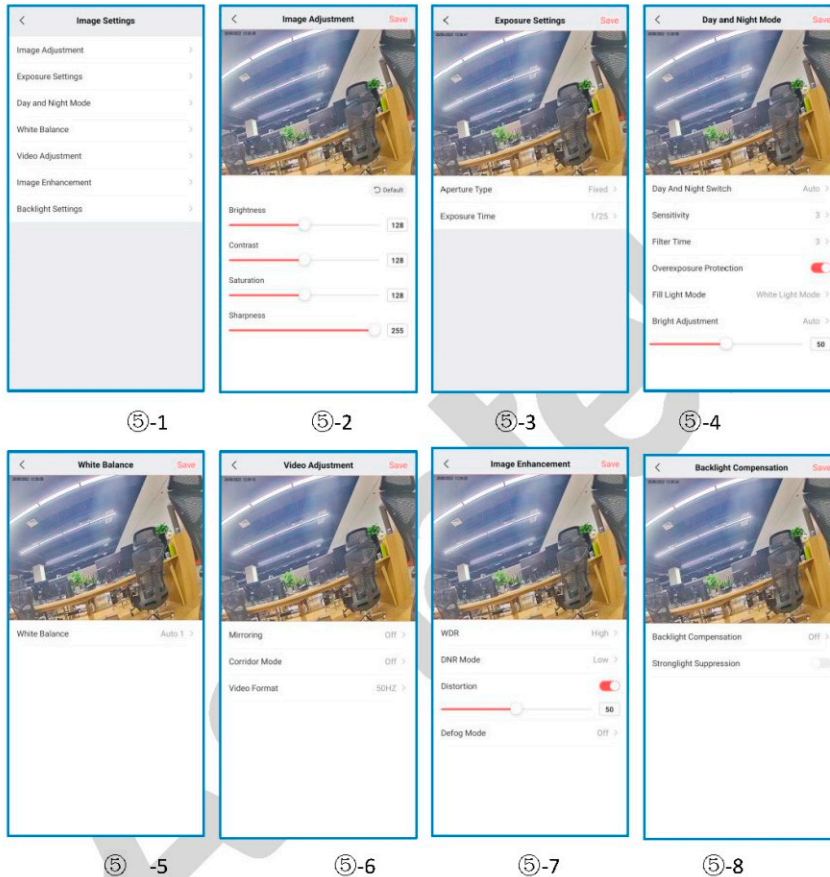 Image Settings
Image Adjustment
Exposure Settings
Day and Night Mode
White Balance
Video Adjustment
Image Enhancement
Backlight Settings
⑤-1
Image Adjustment Save
Default
Brightness
128
Contrast
128
Saturation
128
Sharpness
255
⑤-2
Exposure Settings Save
Aperture Type Fixed
Exposure Time 1/25
⑤-3
Day and Night Mode Save
Day And Night Switch Auto
Sensitivity 3
Filter Time 3
Overexposure Protection
Fill Light Mode White Light Mode
Bright Adjustment Auto
50
⑤-4
White Balance Save
White Balance Auto 1
⑤ -5
Video Adjustment Save
Mirroring Off
Corridor Mode Off
Video Format 50HZ
⑤-6
Image Enhancement Save
WDR High
DNR Mode Low
Distortion
50
Defog Mode Off
⑤-7
Backlight Compensation Save
Backlight Compensation Off
Stronglight Suppression
⑤-8